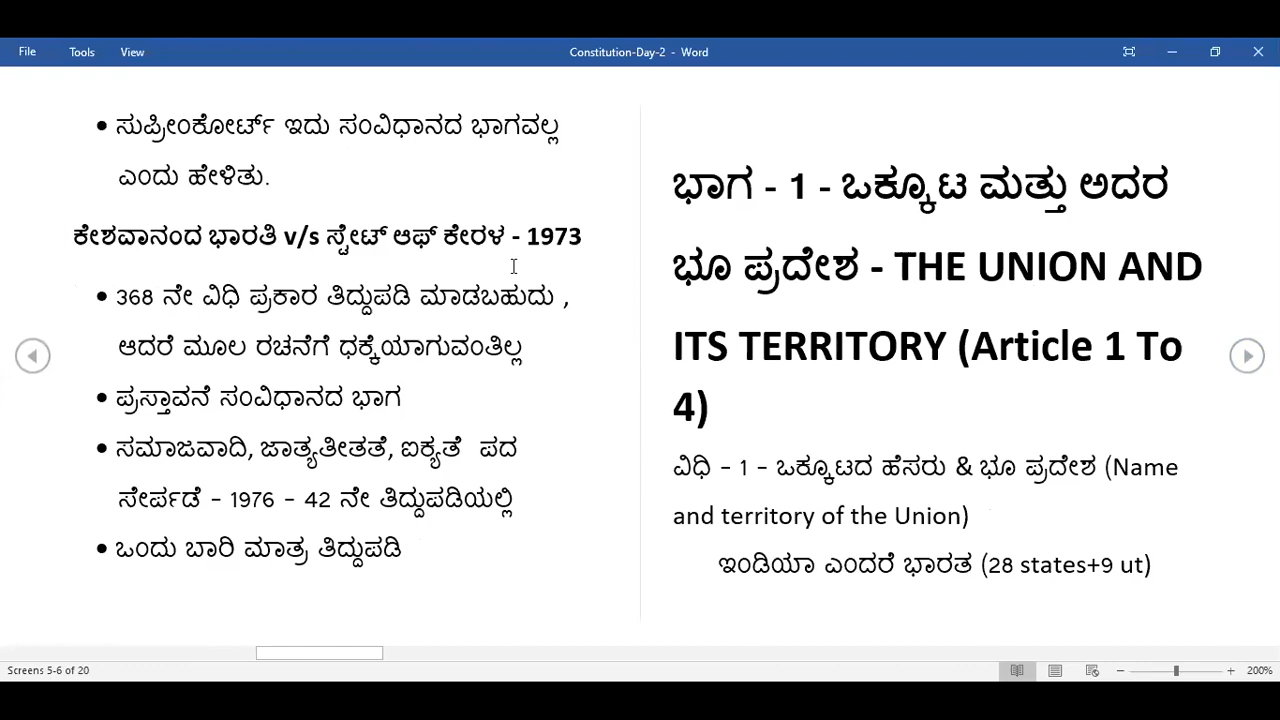 File Tools View Constitution-Day-2 - Word
• ಸುಪ್ರೀಂಕೋರ್ಟ್ ಇದು ಸಂವಿಧಾನದ ಭಾಗವಲ್ಲ
ಎಂದು ಹೇಳಿತು.
ಕೇಶವಾನಂದ ಭಾರತಿ v/s ಸ್ಟೇಟ್ ಆಫ್ ಕೇರಳ - 1973
• 368 ನೇ ವಿಧಿ ಪ್ರಕಾರ ತಿದ್ದುಪಡಿ ಮಾಡಬಹುದು ,
ಆದರೆ ಮೂಲ ರಚನೆಗೆ ಧಕ್ಕೆಯಾಗುವಂತಿಲ್ಲ
• ಪ್ರಸ್ತಾವನೆ ಸಂವಿಧಾನದ ಭಾಗ
• ಸಮಾಜವಾದಿ, ಜಾತ್ಯತೀತತೆ, ಐಕ್ಯತೆ ಪದ
ಸೇರ್ಪಡೆ – 1976 – 42 ನೇ ತಿದ್ದುಪಡಿಯಲ್ಲಿ
• ಒಂದು ಬಾರಿ ಮಾತ್ರ ತಿದ್ದುಪಡಿ
ಭಾಗ - 1 - ಒಕ್ಕೂಟ ಮತ್ತು ಅದರ
ಭೂ ಪ್ರದೇಶ - THE UNION AND
ITS TERRITORY (Article 1 To
4)
ವಿಧಿ – 1 – ಒಕ್ಕೂಟದ ಹೆಸರು & ಭೂ ಪ್ರದೇಶ (Name
and territory of the Union)
ಇಂಡಿಯಾ ಎಂದರೆ ಭಾರತ (28 states+9 ut)
Screens 5-6 of 20 200%